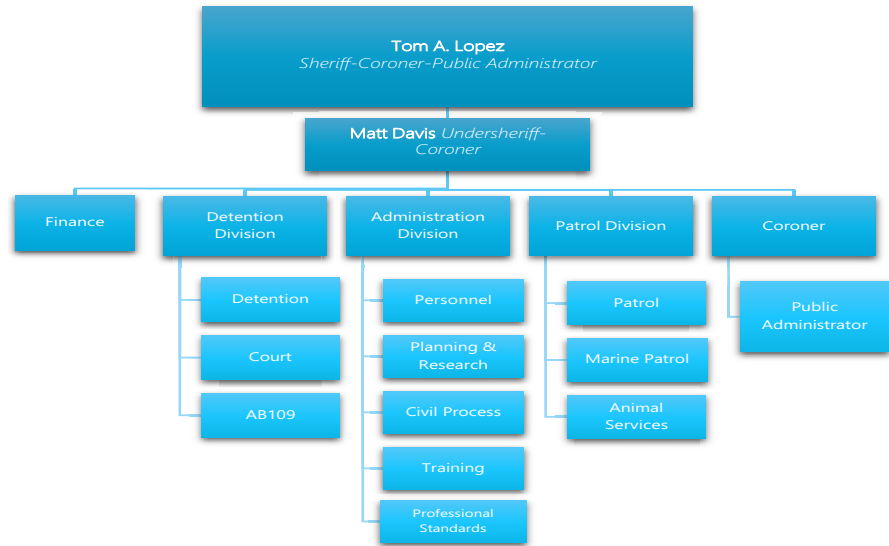 Tom A. Lopez
Sheriff-Coroner-Public Administrator
Matt Davis Undersheriff-
Coroner
Finance
Detention
Division
Administration
Division
Patrol Division
Coroner
Detention
Court
AB109
Personnel
Planning &
Research
Civil Process
Training
Professional
Standards
Patrol
Marine Patrol
Animal
Services
Public
Administrator